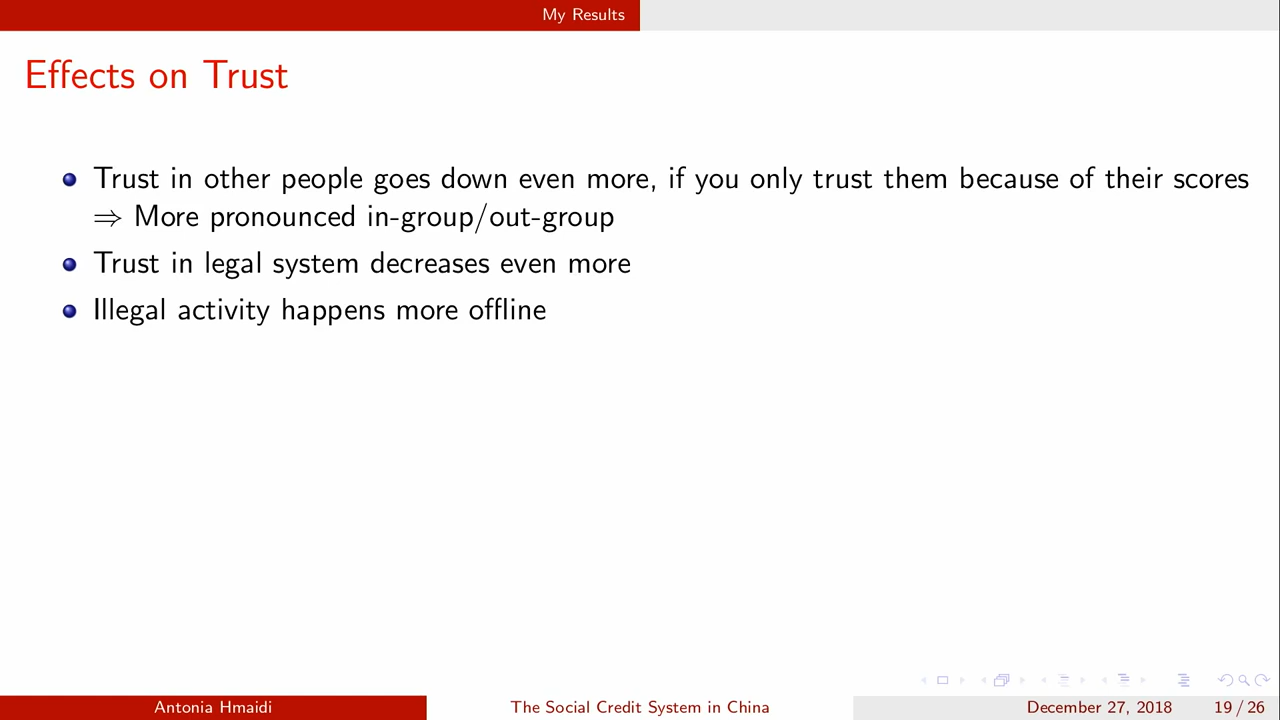 My Results
Effects on Trust
Trust in other people goes down even more, if you only trust them because of their scores
⇒ More pronounced in-group/out-group
Trust in legal system decreases even more
Illegal activity happens more offline
Antonia Hmaidi
The Social Credit System in China
December 27, 2018
19 / 26